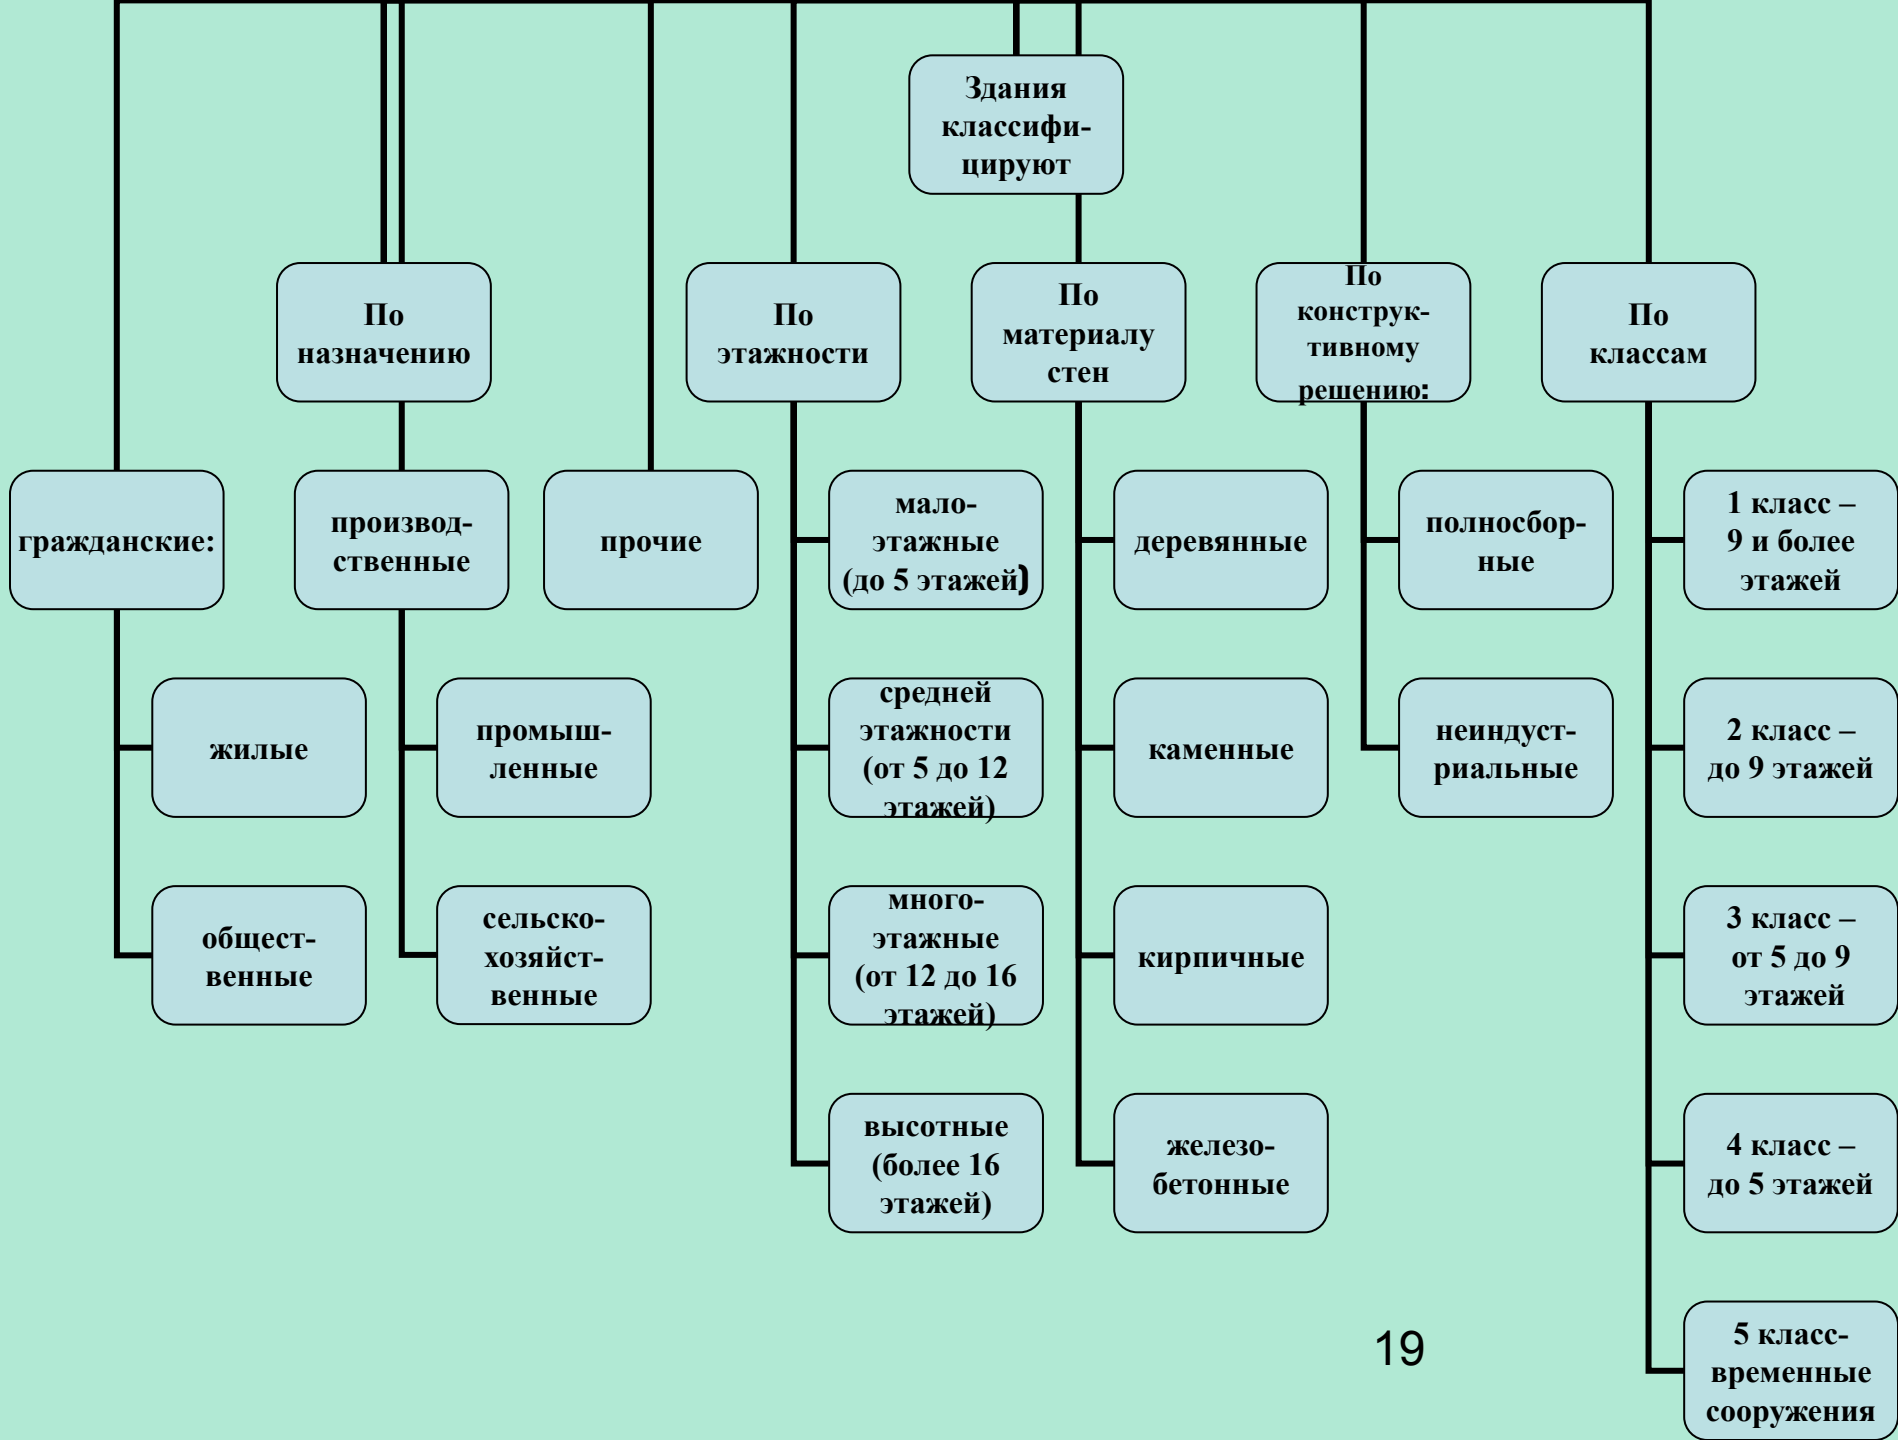 Здания
классифи-
цируют
По
назначению
По
этажности
По
материалу
стен
По
конструк-
тивному
решению:
По
классам
гражданские:
производ-
ственные
прочие
мало-
этажные
(до 5 этажей)
деревянные
полносбор-
ные
1 класс –
9 и более
этажей
жилые
промыш-
ленные
средней
этажности
(от 5 до 12
этажей)
каменные
неиндуст-
риальные
2 класс –
до 9 этажей
общест-
венные
сельско-
хозяйст-
венные
много-
этажные
(от 12 до 16
этажей)
кирпичные
3 класс –
от 5 до 9
этажей
высотные
(более 16
этажей)
железо-
бетонные
4 класс –
до 5 этажей
5 класс-
временные
сооружения
19